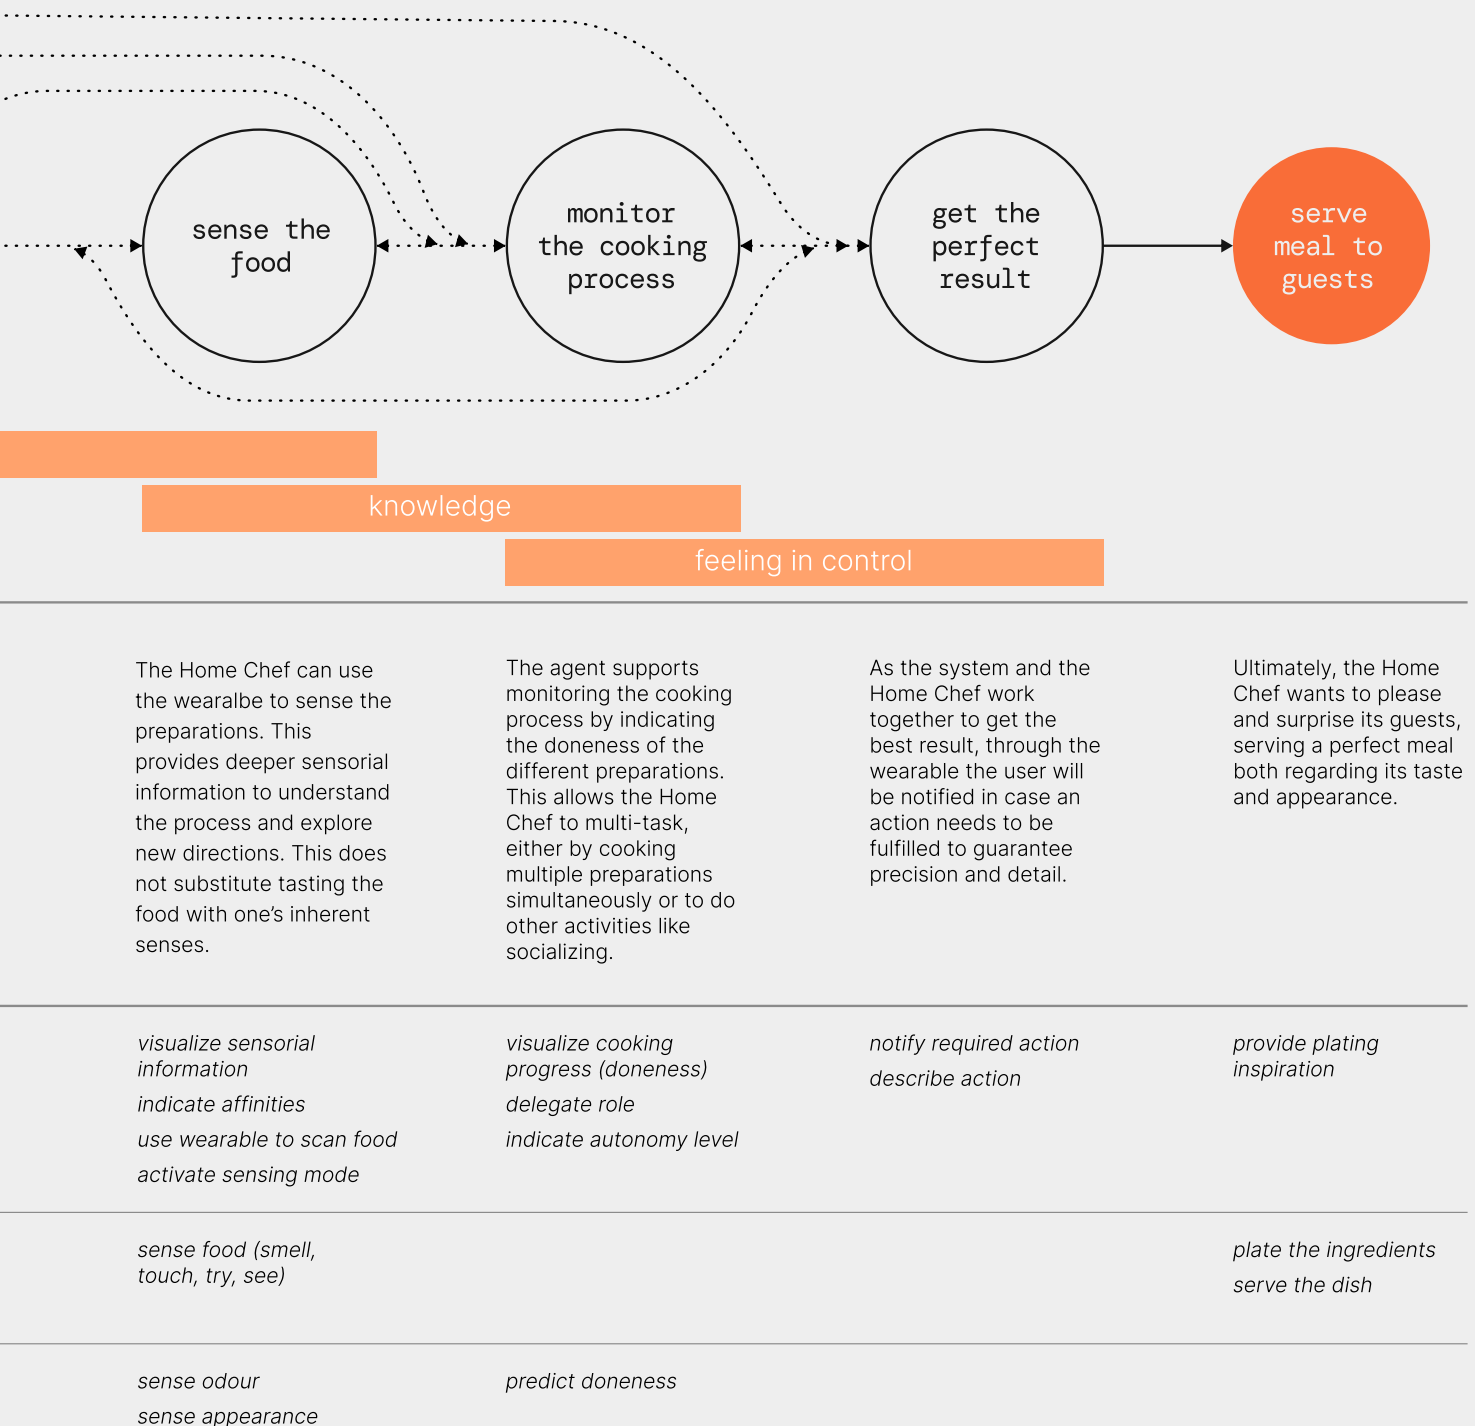 sense the
food
monitor
the cooking
process
get the
perfect
result
serve
meal to
guests
knowledge
feeling in control
The Home Chef can use
the wearalbe to sense the
preparations. This
provides deeper sensorial
information to understand
the process and explore
new directions. This does
not substitute tasting the
food with one’s inherent
senses.
The agent supports
monitoring the cooking
process by indicating
the doneness of the
different preparations.
This allows the Home
Chef to multi-task,
either by cooking
multiple preparations
simultaneously or to do
other activities like
socializing.
As the system and the
Home Chef work
together to get the
best result, through the
wearable the user will
be notified in case an
action needs to be
fulfilled to guarantee
precision and detail.
Ultimately, the Home
Chef wants to please
and surprise its guests,
serving a perfect meal
both regarding its taste
and appearance.
visualize sensorial
information
indicate affinities
use wearable to scan food
activate sensing mode
visualize cooking
progress (doneness)
delegate role
indicate autonomy level
notify required action
describe action
provide plating
inspiration
sense food (smell,
touch, try, see)
plate the ingredients
serve the dish
sense odour
sense appearance
predict doneness